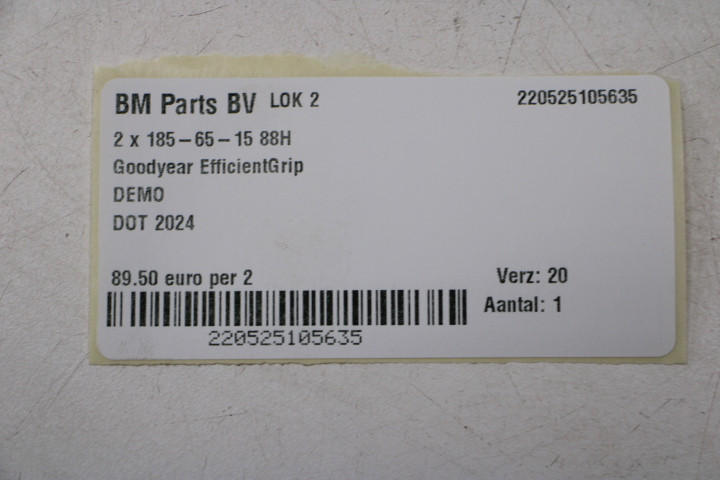 BM Parts BV LOK 2 220525105635
2 x 185-65-15 88H
Goodyear EfficientGrip
DEMO
DOT 2024
89.50 euro per 2 Verz: 20
Aantal: 1
220525105635